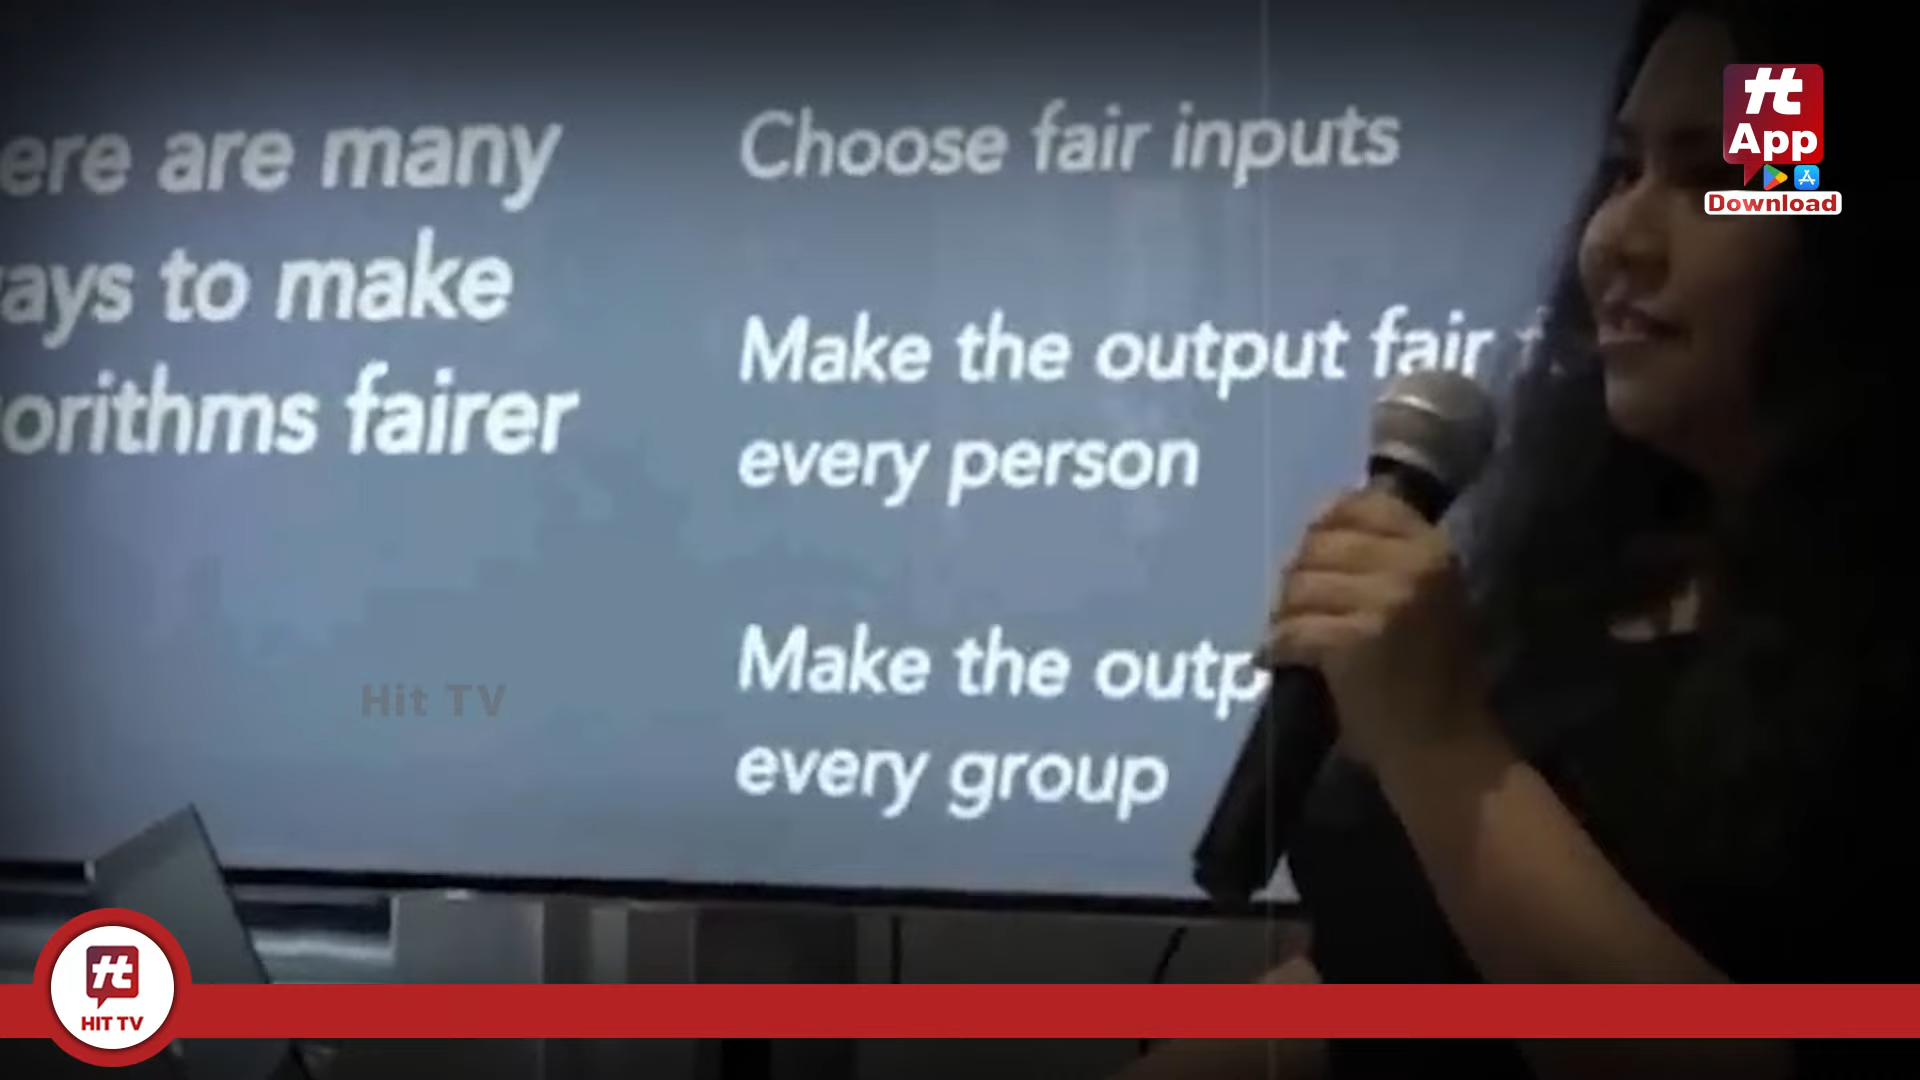 ere are many
ays to make
orithms fairer
Choose fair inputs
Make the output fair
every person
Make the outp
every group
Hit TV
App
Download
HIT TV